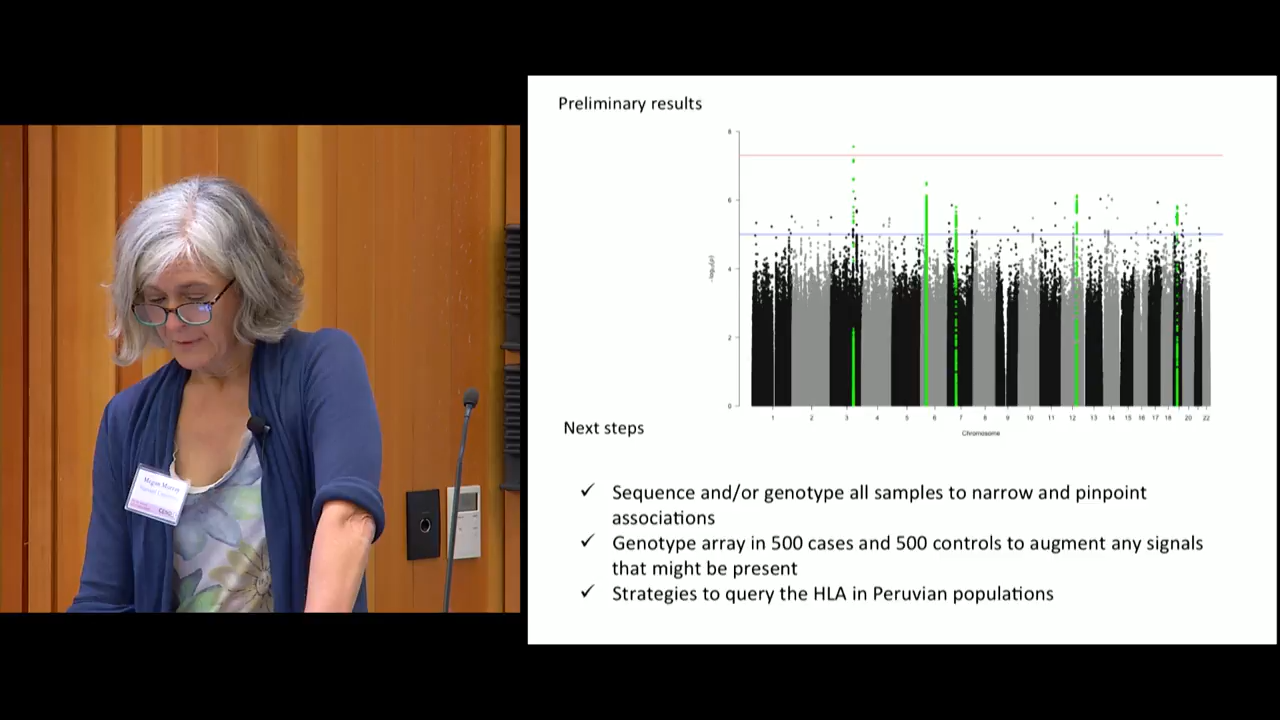 Preliminary results
8
6
4
2
0
-log₁₀(p)
1 2 3 4 5 6 7 8 9 10 11 12 13 14 15 16 17 18 20 22
Chromosome
Next steps
✓ Sequence and/or genotype all samples to narrow and pinpoint
associations
✓ Genotype array in 500 cases and 500 controls to augment any signals
that might be present
✓ Strategies to query the HLA in Peruvian populations
Megan Murray